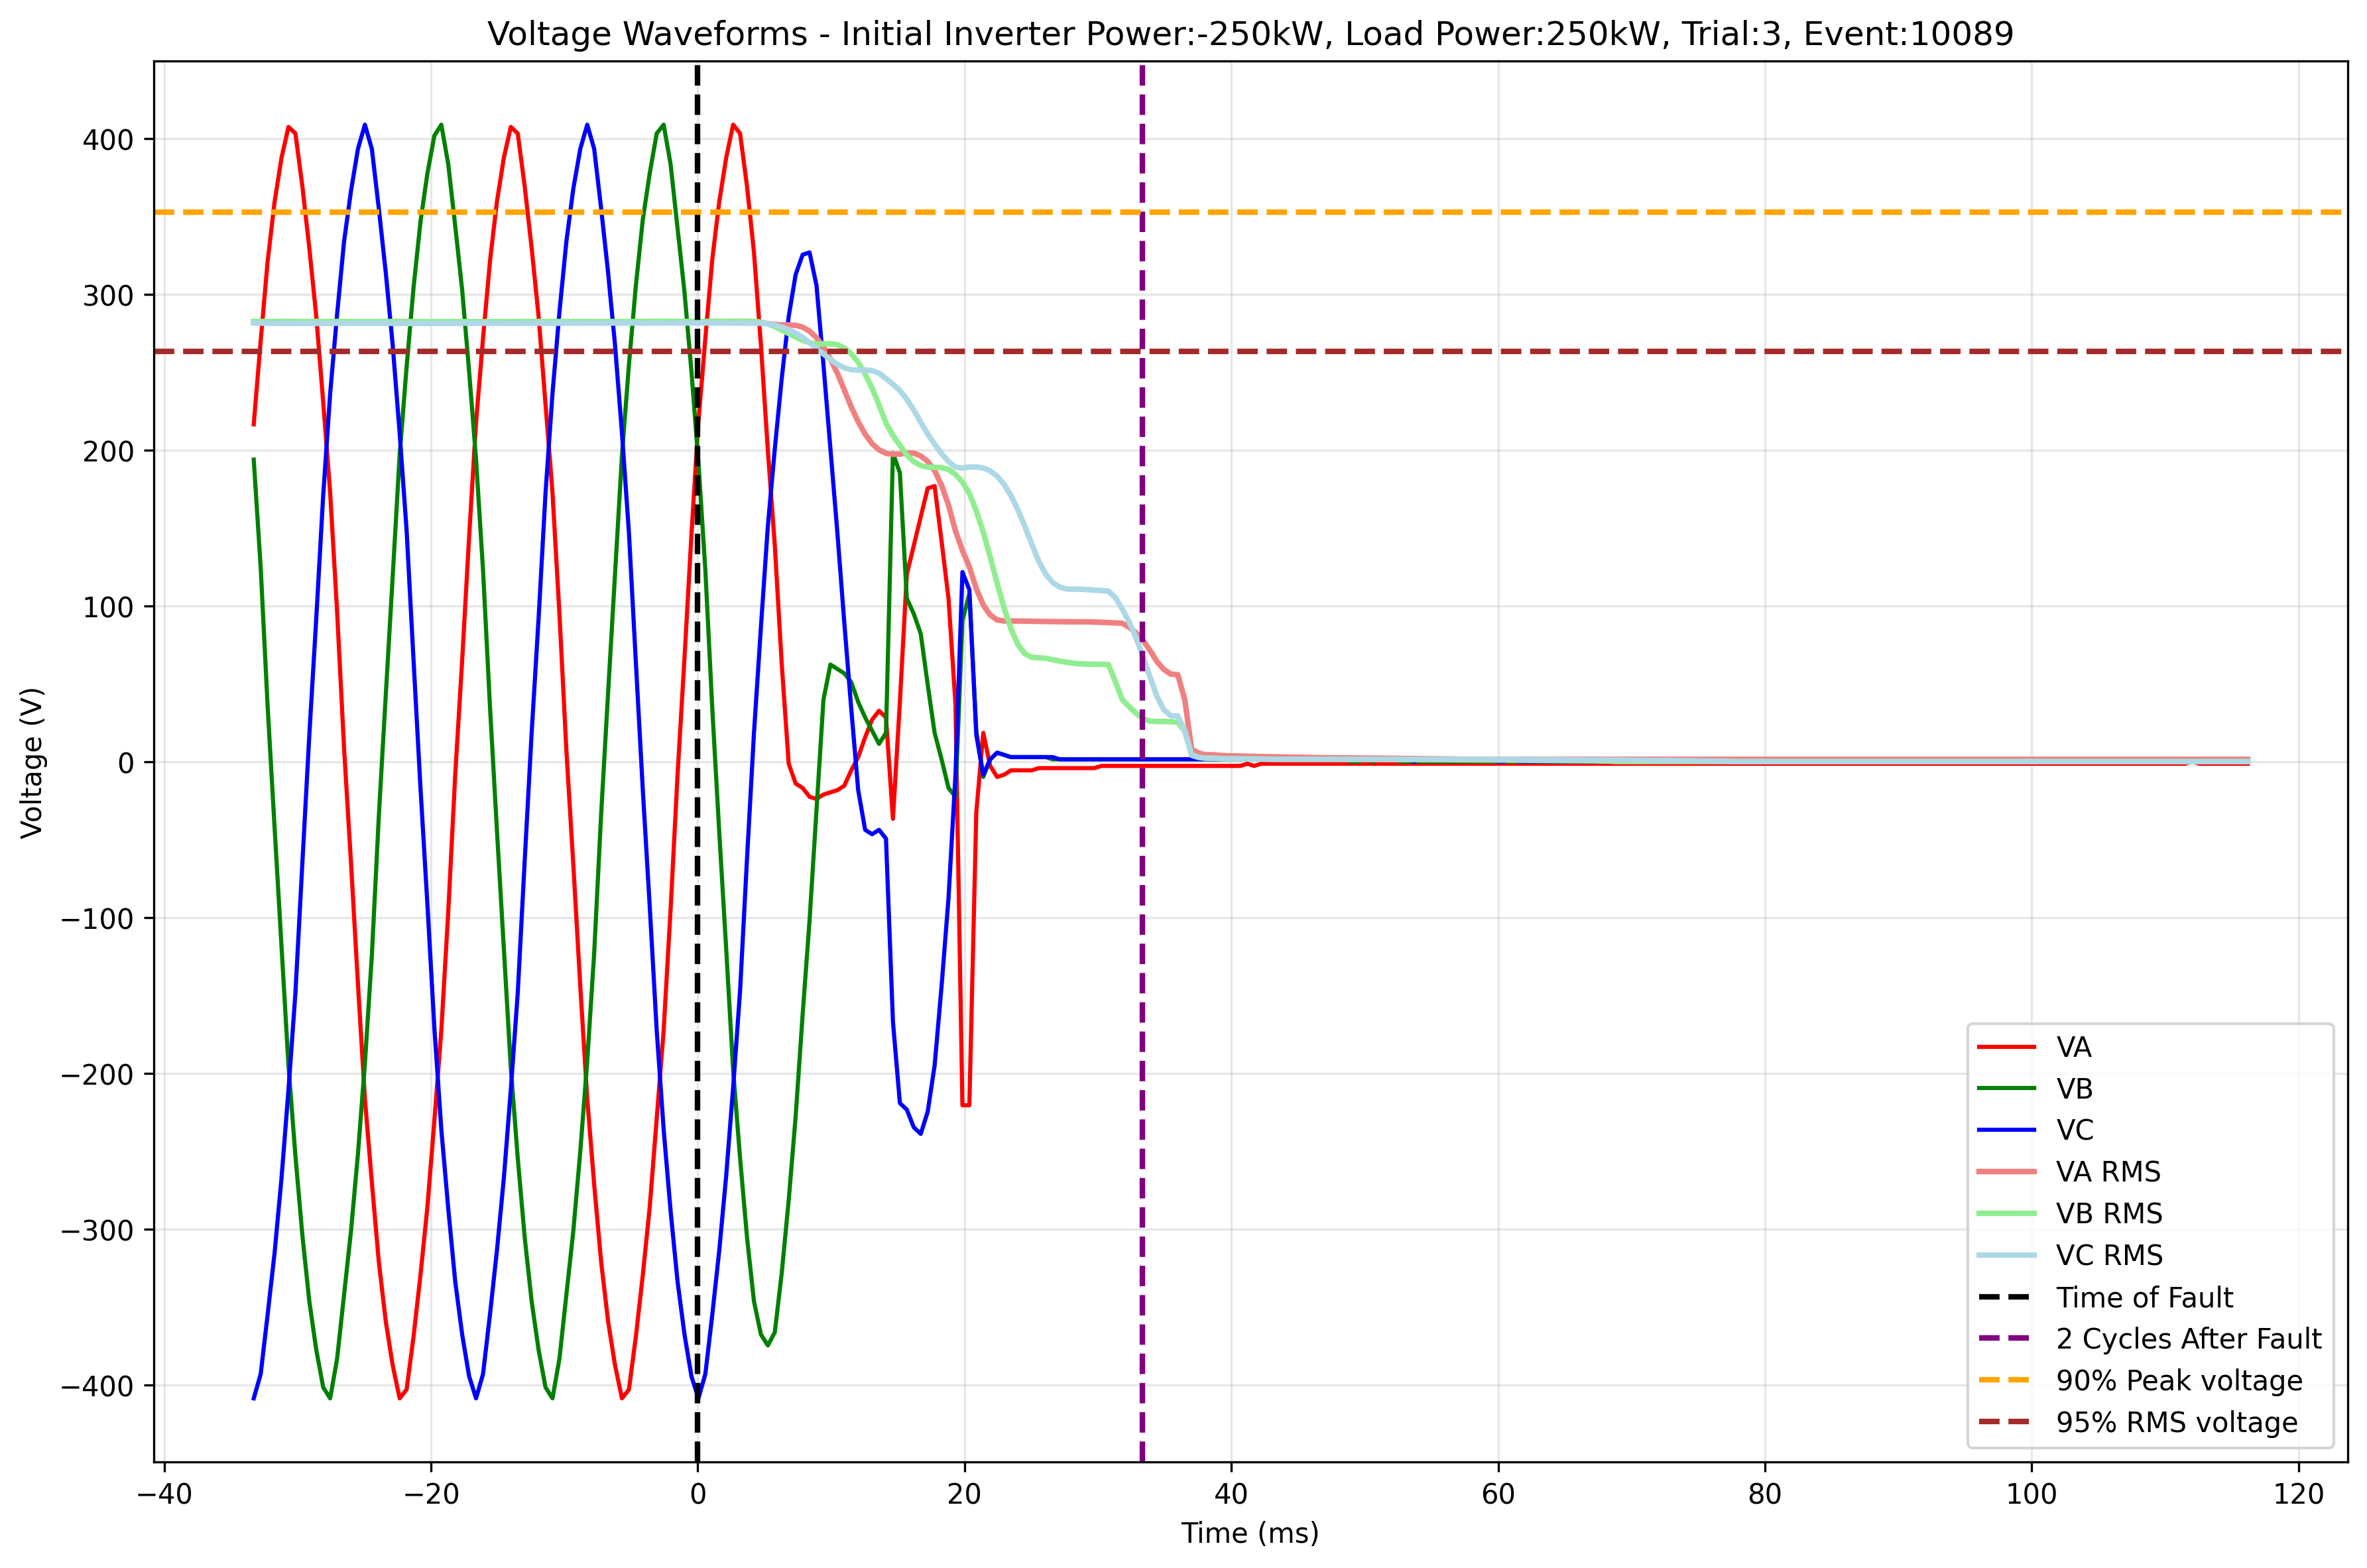 Voltage Waveforms - Initial Inverter Power:-250kW, Load Power:250kW, Trial:3, Event:10089
Voltage (V)
400
300
200
100
0
−100
−200
−300
−400
−40
−20
0
20
40
60
80
100
120
Time (ms)
VA
VB
VC
VA RMS
VB RMS
VC RMS
Time of Fault
2 Cycles After Fault
90% Peak voltage
95% RMS voltage